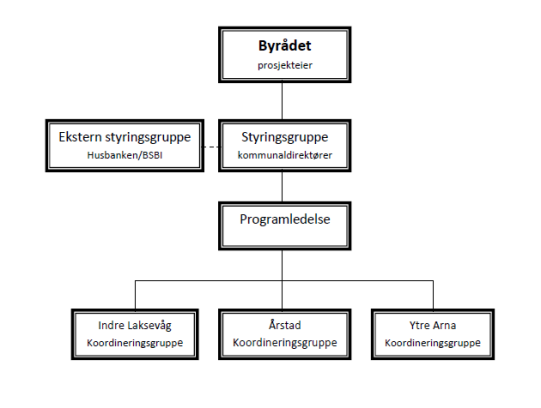 Byrådet
prosjekteier
Ekstern styringsgruppe
Husbanken/BSBI
Styringsgruppe
kommunaldirektører
Programledelse
Indre Laksevåg
Koordineringsgruppe
Årstad
Koordineringsgruppe
Ytre Arna
Koordineringsgruppe